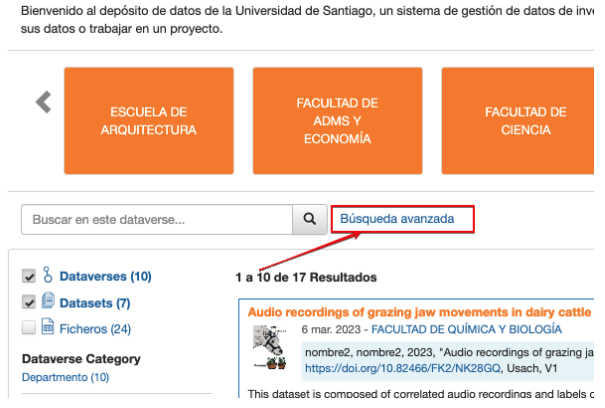 Bienvenido al depósito de datos de la Universidad de Santiago, un sistema de gestión de datos de
sus datos o trabajar en un proyecto.
ESCUELA DE
ARQUITECTURA
FACULTAD DE
ADMS Y
ECONOMÍA
FACULTAD DE
CIENCIA
Buscar en este dataverse...
Búsqueda avanzada
Dataverses (10)
Datasets (7)
Ficheros (24)
Dataverse Category
Departmento (10)
1 a 10 de 17 Resultados
Audio recordings of grazing jaw movements in dairy cattle
6 mar. 2023 - FACULTAD DE QUÍMICA Y BIOLOGÍA
nombre2, nombre2, 2023, "Audio recordings of grazing
https://doi.org/10.82466/FK2/NK28GQ, Usach, V1
This dataset is composed of correlated audio recordings and labels